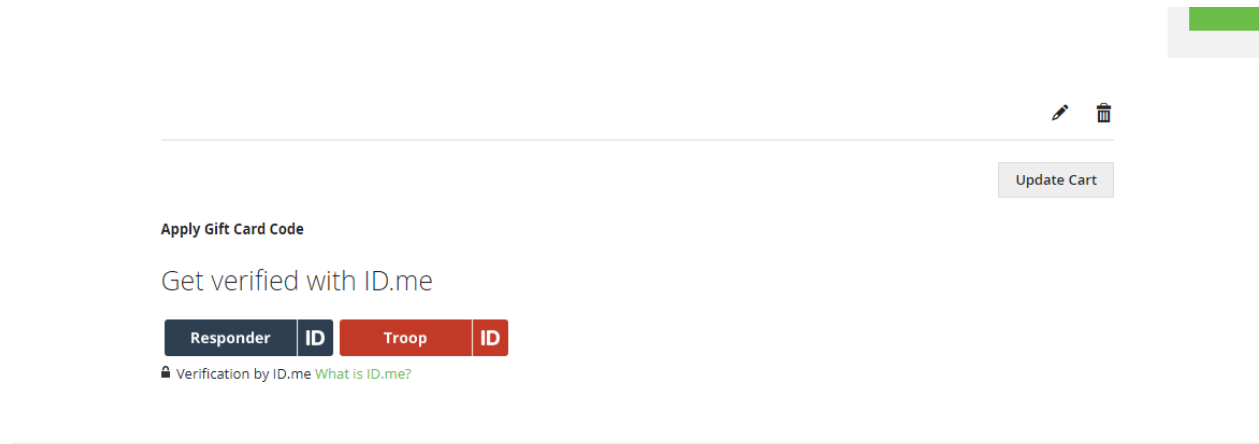 Update Cart
Apply Gift Card Code
Get verified with ID.me
Responder ID Troop ID
Verification by ID.me What is ID.me?